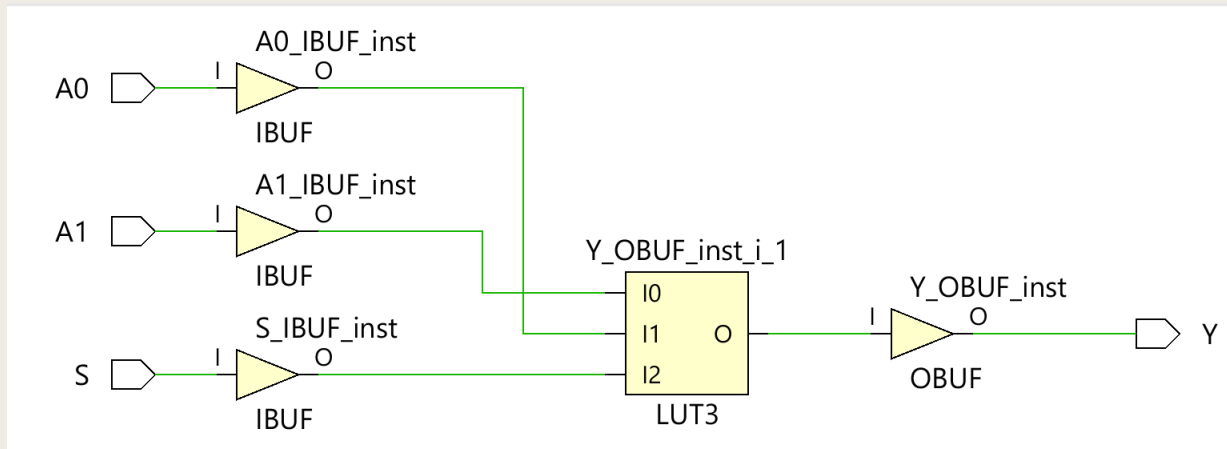 A0_IBUF_inst
A0 I O
IBUF
A1_IBUF_inst
A1 I O
IBUF
Y_OBUF_inst_i_1
S_IBUF_inst
S I O
IBUF
I0
I1 O
I2
LUT3
Y_OBUF_inst
I O
Y
OBUF